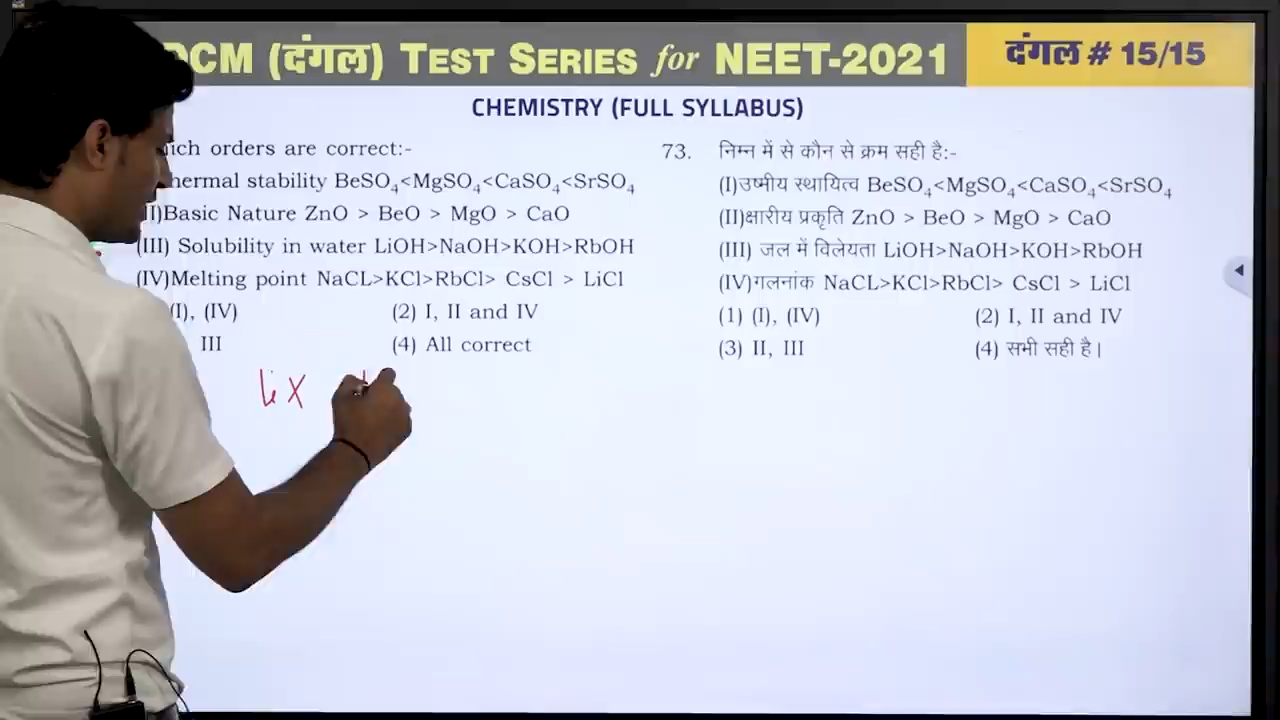 DCM (दंगल) TEST SERIES for NEET-2021
दंगल # 15/15
CHEMISTRY (FULL SYLLABUS)
orders are correct:-
stability BeSO₄<MgSO₄<CaSO₄<SrSO₄
Basic Nature ZnO > BeO > MgO > CaO
(III) Solubility in water LiOH>NaOH>KOH>RbOH
(IV)Melting point NaCL>KCl>RbCl> CsCl > LiCl
(I), (IV) (2) I, II and IV
III (4) All correct
73. निम्न में से कौन से क्रम सही है:-
(I)उष्मीय स्थायित्व BeSO₄<MgSO₄<CaSO₄<SrSO₄
(II)क्षारीय प्रकृति ZnO > BeO > MgO > CaO
(III) जल में विलेयता LiOH>NaOH>KOH>RbOH
(IV)गलनांक NaCL>KCl>RbCl> CsCl > LiCl
(1) (I), (IV) (2) I, II and IV
(3) II, III (4) सभी सही है।
LiX